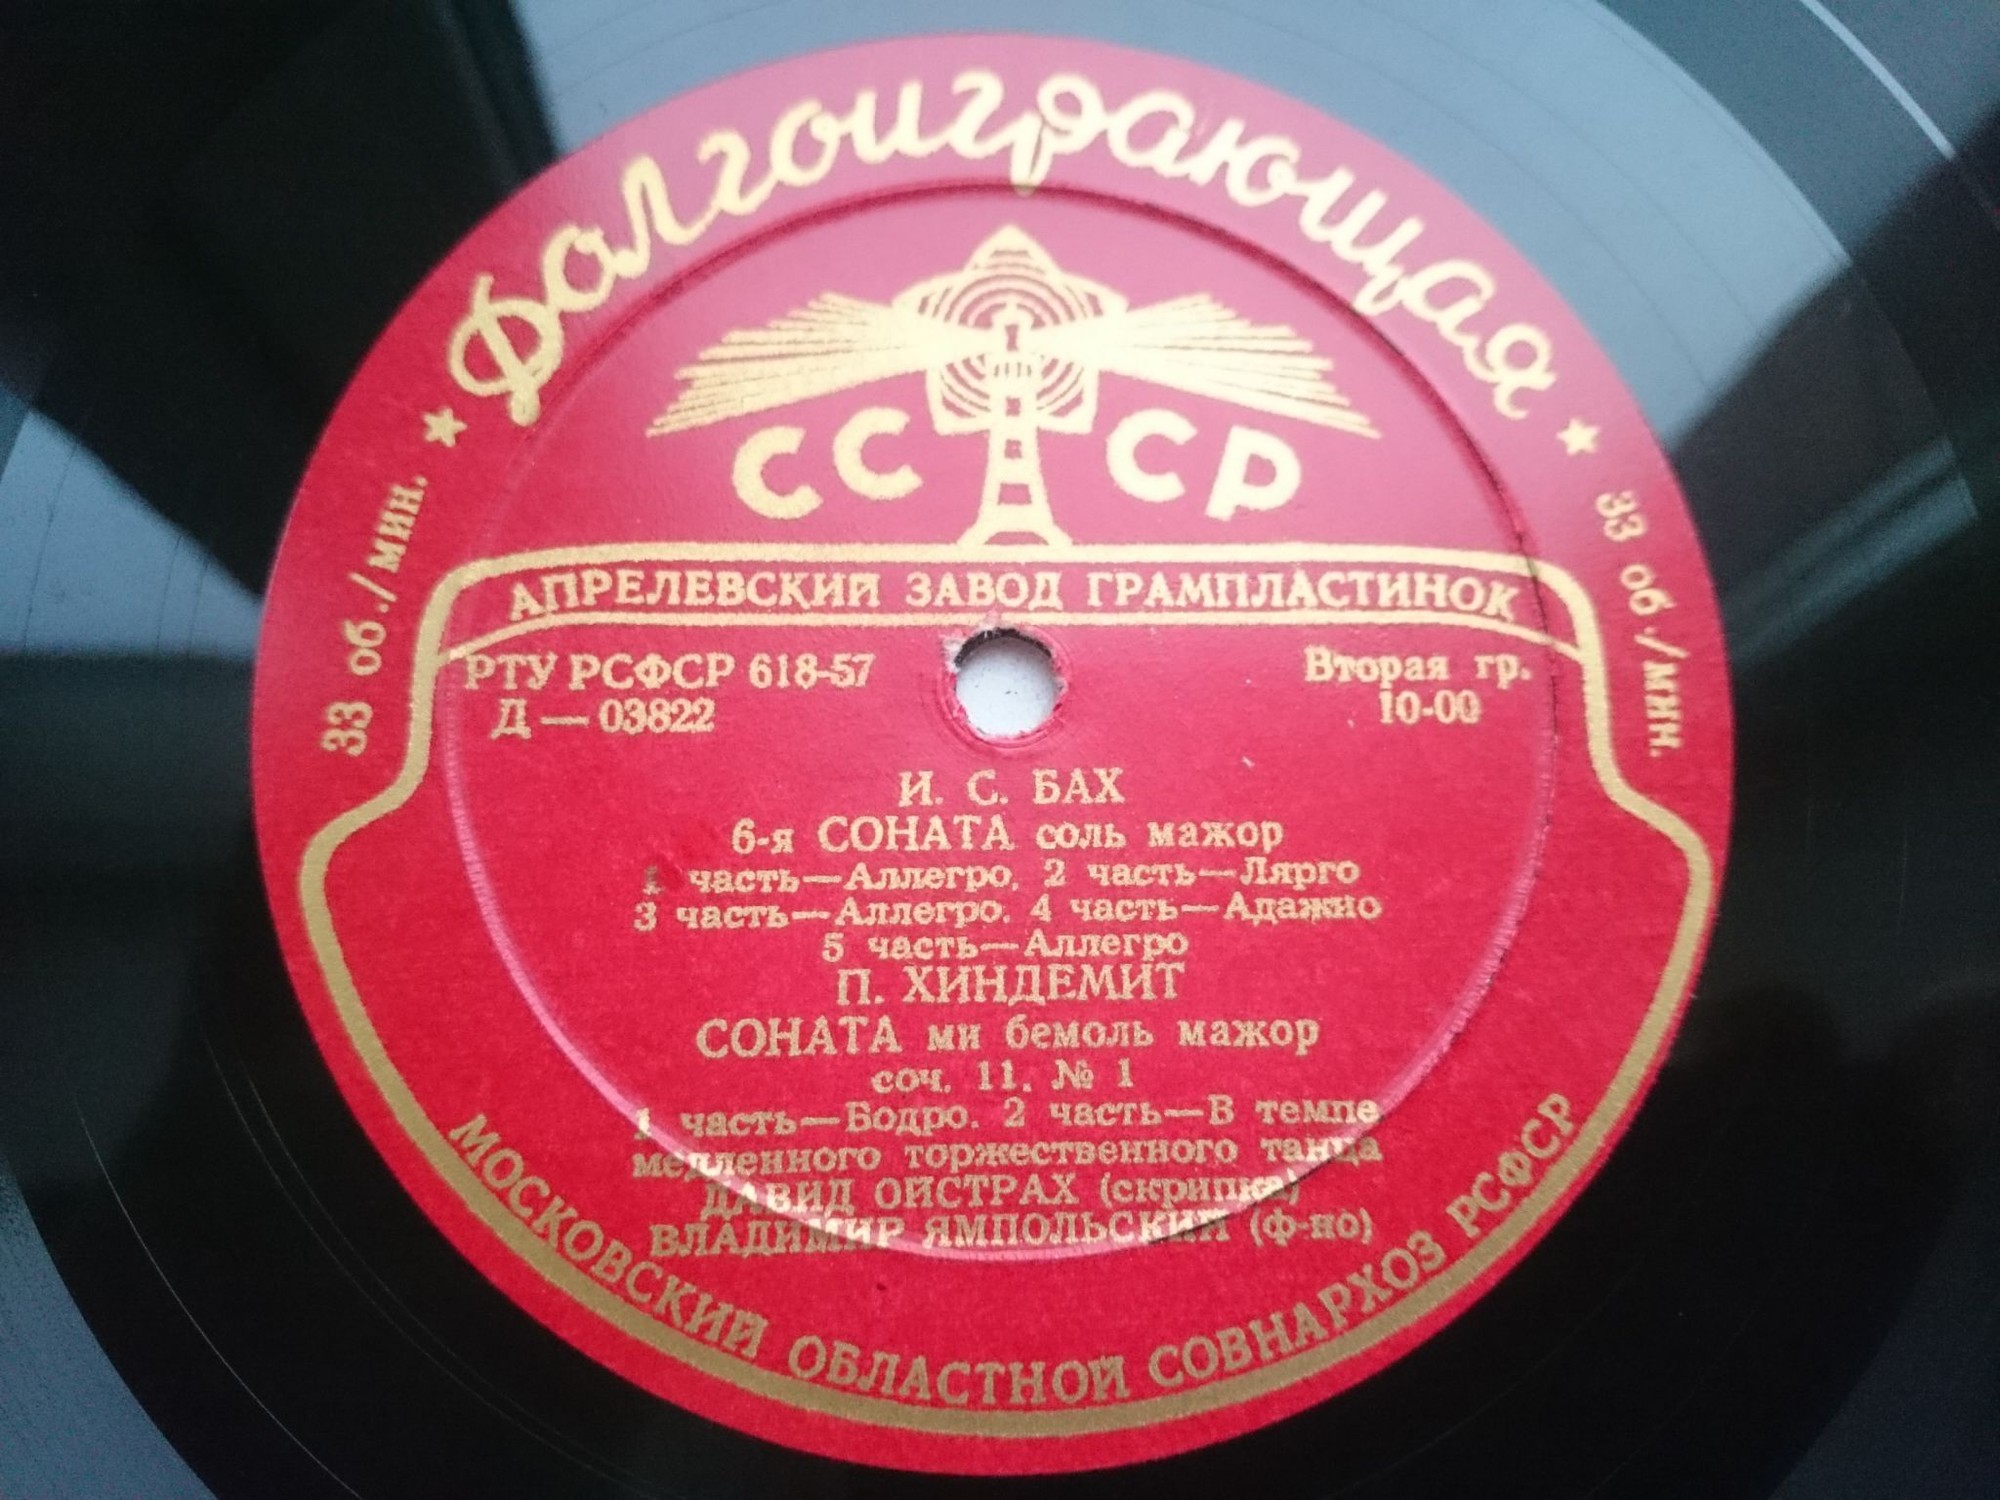 Долгоиграющая
★ 33 об./мин.
★ 33 об./мин.
СССР
АПРЕЛЕВСКИЙ ЗАВОД ГРАМПЛАСТИНОК
РТУ РСФСР 618-57
Вторая гр.
Д — 03822
10-00
И. С. БАХ
6-я СОНАТА соль мажор
1 часть—Аллегро. 2 часть—Лярго
3 часть—Аллегро. 4 часть—Адажио
5 часть—Аллегро
П. ХИНДЕМИТ
СОНАТА ми бемоль мажор
соч. 11. № 1
1 часть—Бодро. 2 часть—В темпе
медленного торжественного танца
ДАВИД ОЙСТРАХ (скрипка)
ВЛАДИМИР ЯМПОЛЬСКИЙ (ф-но)
МОСКОВСКИЙ ОБЛАСТНОЙ СОВНАРХОЗ РСФСР